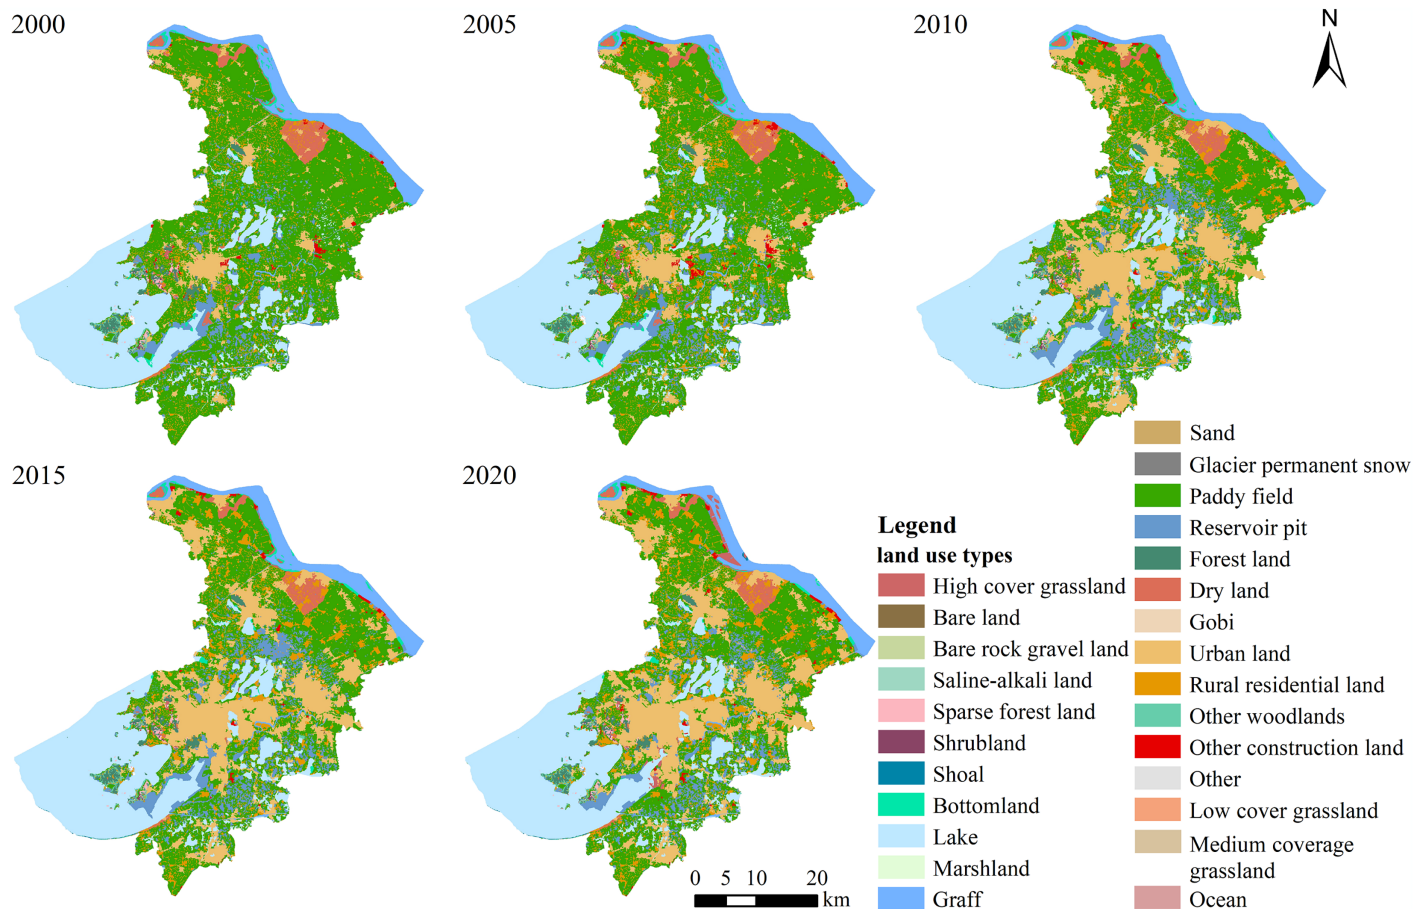 2000
2005
2010
N
2015
2020
Legend
land use types
High cover grassland
Bare land
Bare rock gravel land
Saline-alkali land
Sparse forest land
Shrubland
Shoal
Bottomland
Lake
Marshland
Graff
Sand
Glacier permanent snow
Paddy field
Reservoir pit
Forest land
Dry land
Gobi
Urban land
Rural residential land
Other woodlands
Other construction land
Other
Low cover grassland
Medium coverage
grassland
Ocean
0 5 10 20
km